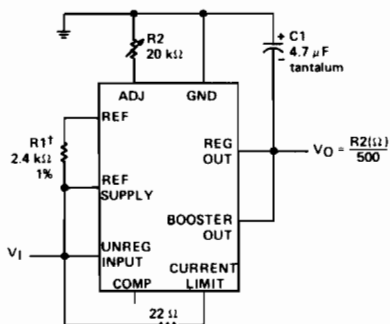 R2
20 kΩ
+ C1
4.7 μF
− tantalum
ADJ GND
REF
R1†
2.4 kΩ
1%
REG
OUT
VO = R2(Ω)/500
REF
SUPPLY
BOOSTER
OUT
VI
UNREG
INPUT
CURRENT
LIMIT
COMP
22 Ω